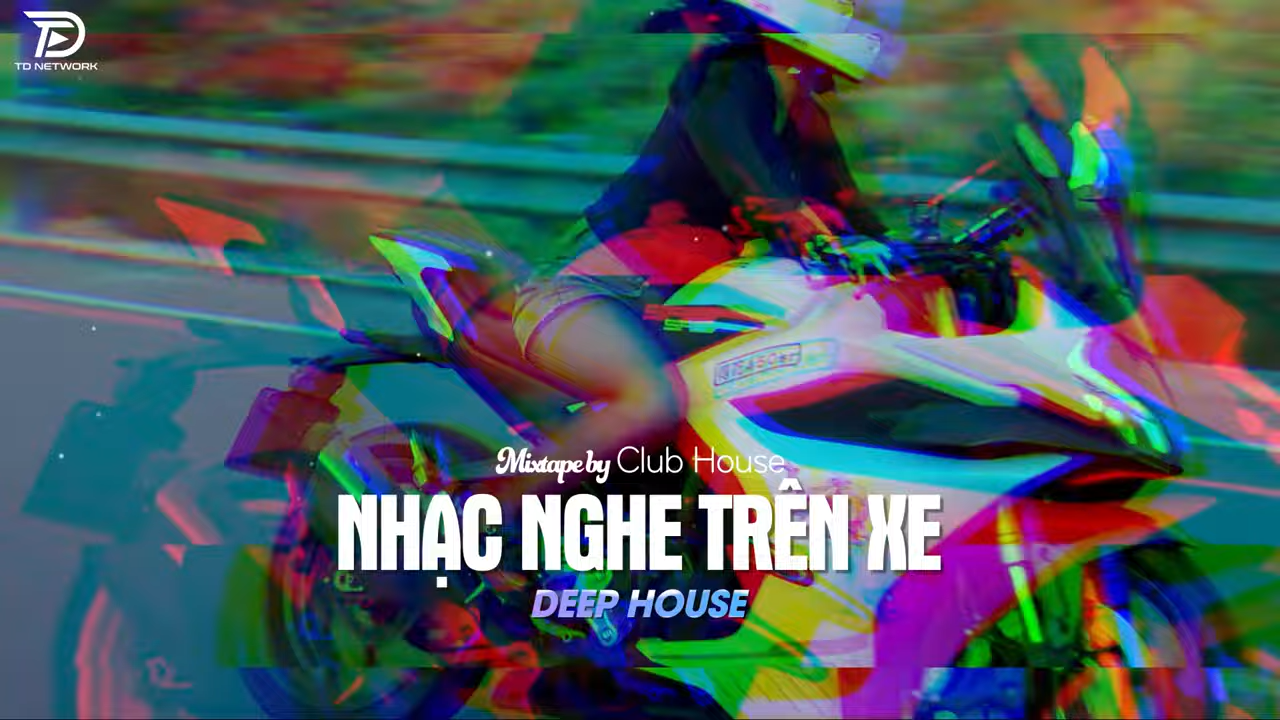 TD NETWORK
Mixtape by Club House
NHẠC NGHE TRÊN XE
DEEP HOUSE